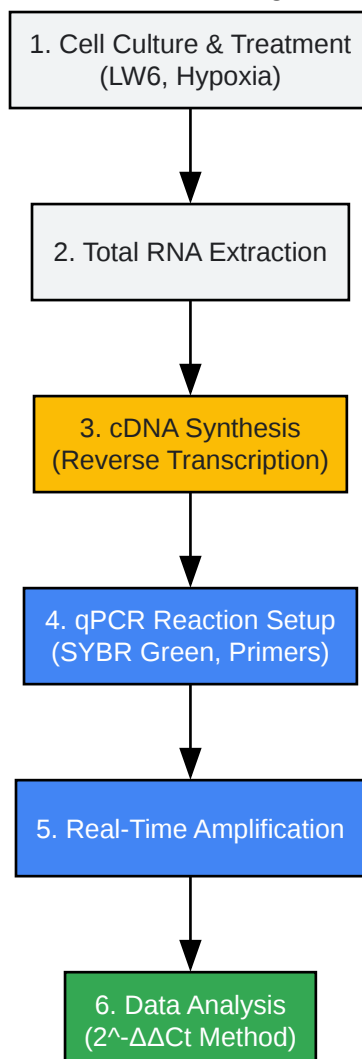 1. Cell Culture & Treatment
(LW6, Hypoxia)
2. Total RNA Extraction
3. cDNA Synthesis
(Reverse Transcription)
4. qPCR Reaction Setup
(SYBR Green, Primers)
5. Real-Time Amplification
6. Data Analysis
(2^-ΔΔCt Method)